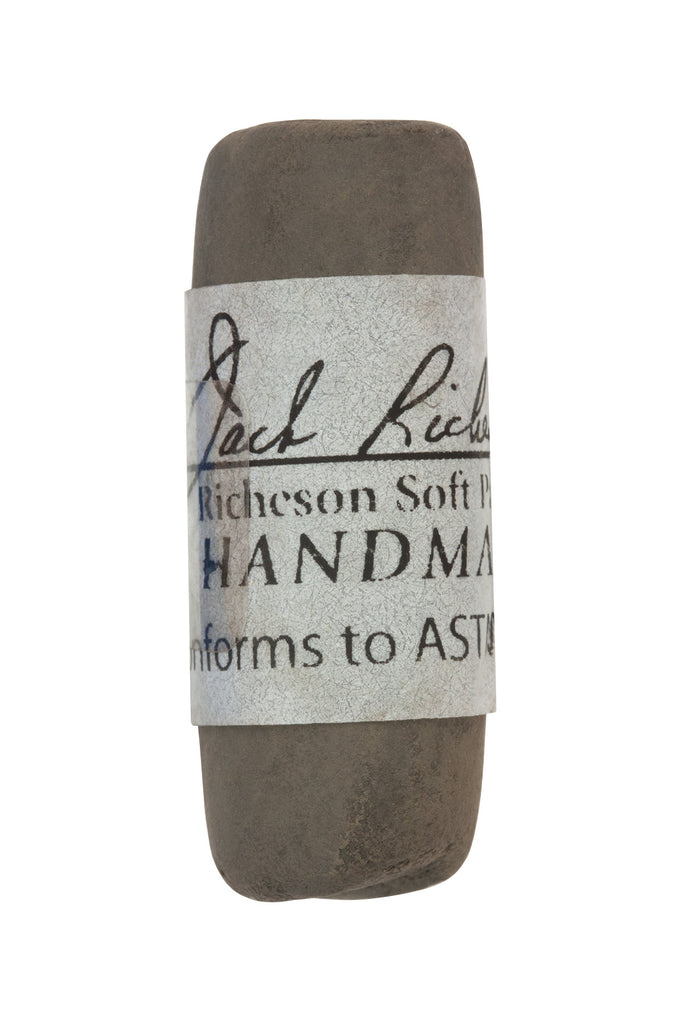 Jack Riche
Richeson Soft P
HANDMA
nforms to AST